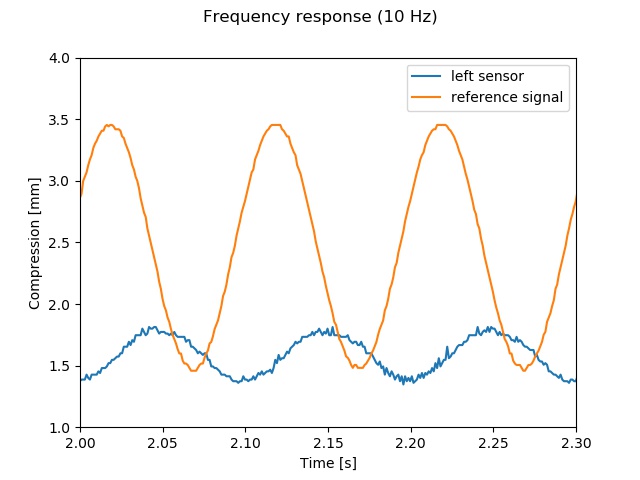 Frequency response (10 Hz)
left sensor
reference signal
4.0
3.5
3.0
2.5
2.0
1.5
1.0
Compression [mm]
2.00 2.05 2.10 2.15 2.20 2.25 2.30
Time [s]